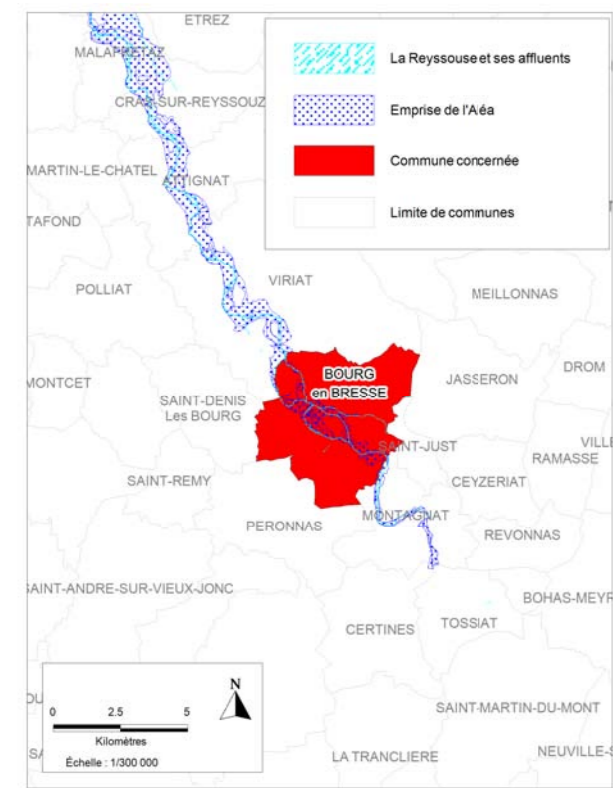 ETREZ
MALAFRETAZ
CRAS-SUR-REYSSOUZ
MARTIN-LE-CHATEL
ATTIGNAT
TAFOND
VIRIAT
POLLIAT
MEILLONNAS
La Reyssouse et ses affluents
Emprise de l'Aéa
Commune concernée
Limite de communes
BOURG
en BRESSE
DROM
JASSERON
MONTCET
SAINT-DENIS
Les BOURG
SAINT-JUST
VILLE
RAMASSE
SAINT-REMY
CEYZERIAT
MONTAGNAT
PERONNAS
REVONNAS
SAINT-ANDRE-SUR-VIEUX-JONC
BOHAS-MEYR
CERTINES
TOSSIAT
SAINT-MARTIN-DU-MONT
LA TRANCLIERE
NEUVILLE-S
N
0 2.5 5
Kilomètres
Échelle : 1/300 000